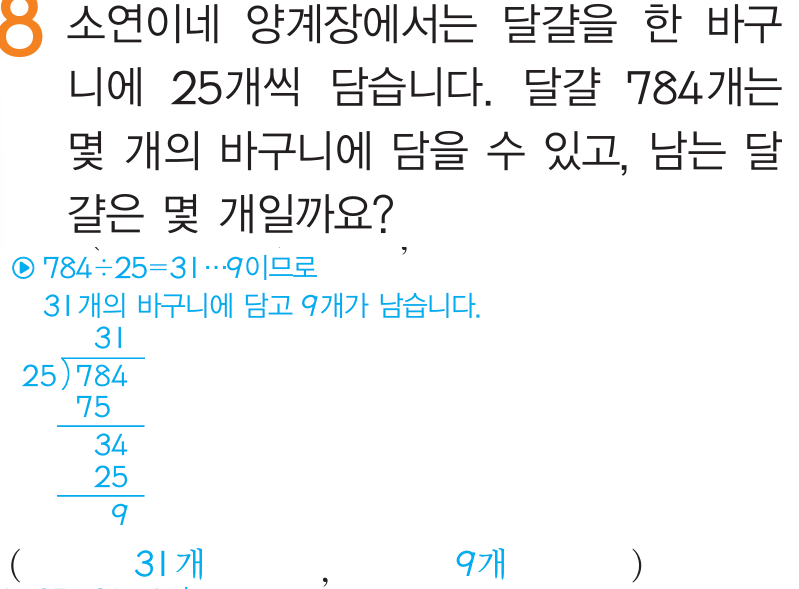 8 소연이네 양계장에서는 달걀을 한 바구
니에 25개씩 담습니다. 달걀 784개는
몇 개의 바구니에 담을 수 있고, 남는 달
걀은 몇 개일까요?
▶ 784÷25=31…9이므로
31개의 바구니에 담고 9개가 남습니다.
31
25)784
75
34
25
9
( 31개 , 9개 )